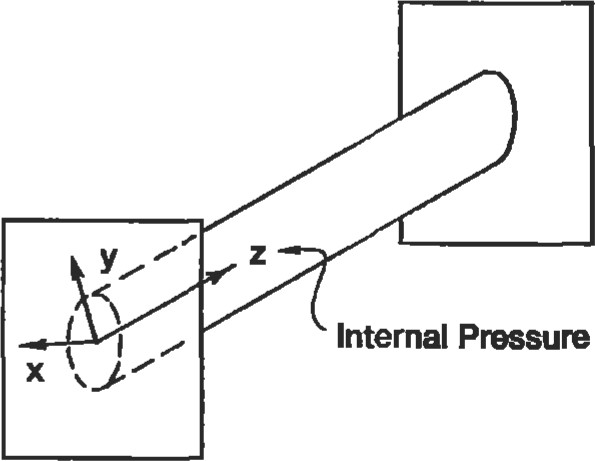 y
z
x
Internal Pressure